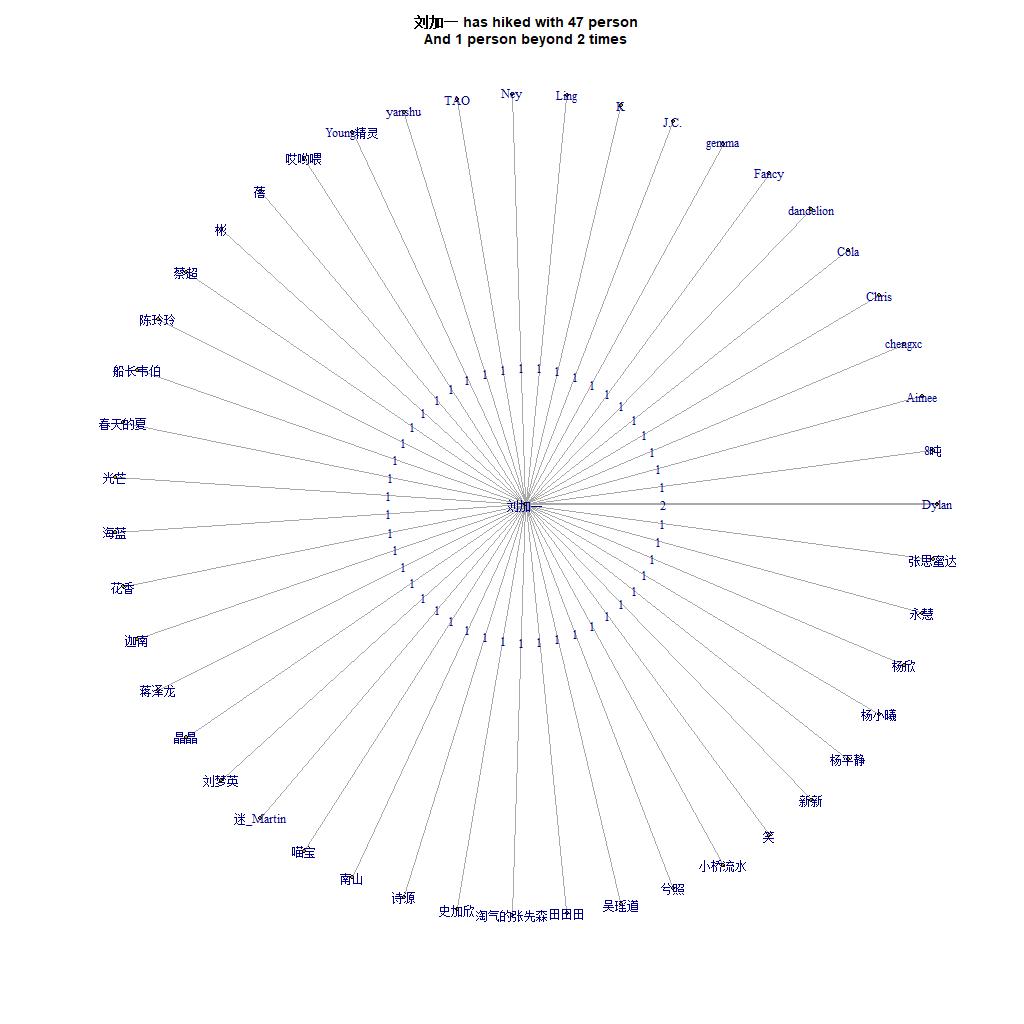 刘加一 has hiked with 47 person
And 1 person beyond 2 times
Ney
Ling
TAO
K
yanshu
J.C.
Young精灵
gemma
哎哟喂
Fancy
蓓
dandelion
彬
Cola
蔡超
Chris
陈玲玲
chengxc
船长韦伯
Aimee
春天的夏
8吨
光芒
Dylan
刘加一
海蓝
张思蜜达
花香
永慧
迦南
杨欣
蒋泽龙
杨小曦
晶晶
杨平静
刘梦英
新新
迷_Martin
笑
喵宝
小桥流水
南山
兮照
诗源
吴瑶道
史加欣
淘气的张先森
田田田
1 1 1 1 1 1 1 1 1 1 1 1 1 1 1 1 1 1 1 1 1 1 1 1 1 1 1 1 1 1 1 1 1 1 1 1 1 1 1 1 1 1 1 1 1 1
2